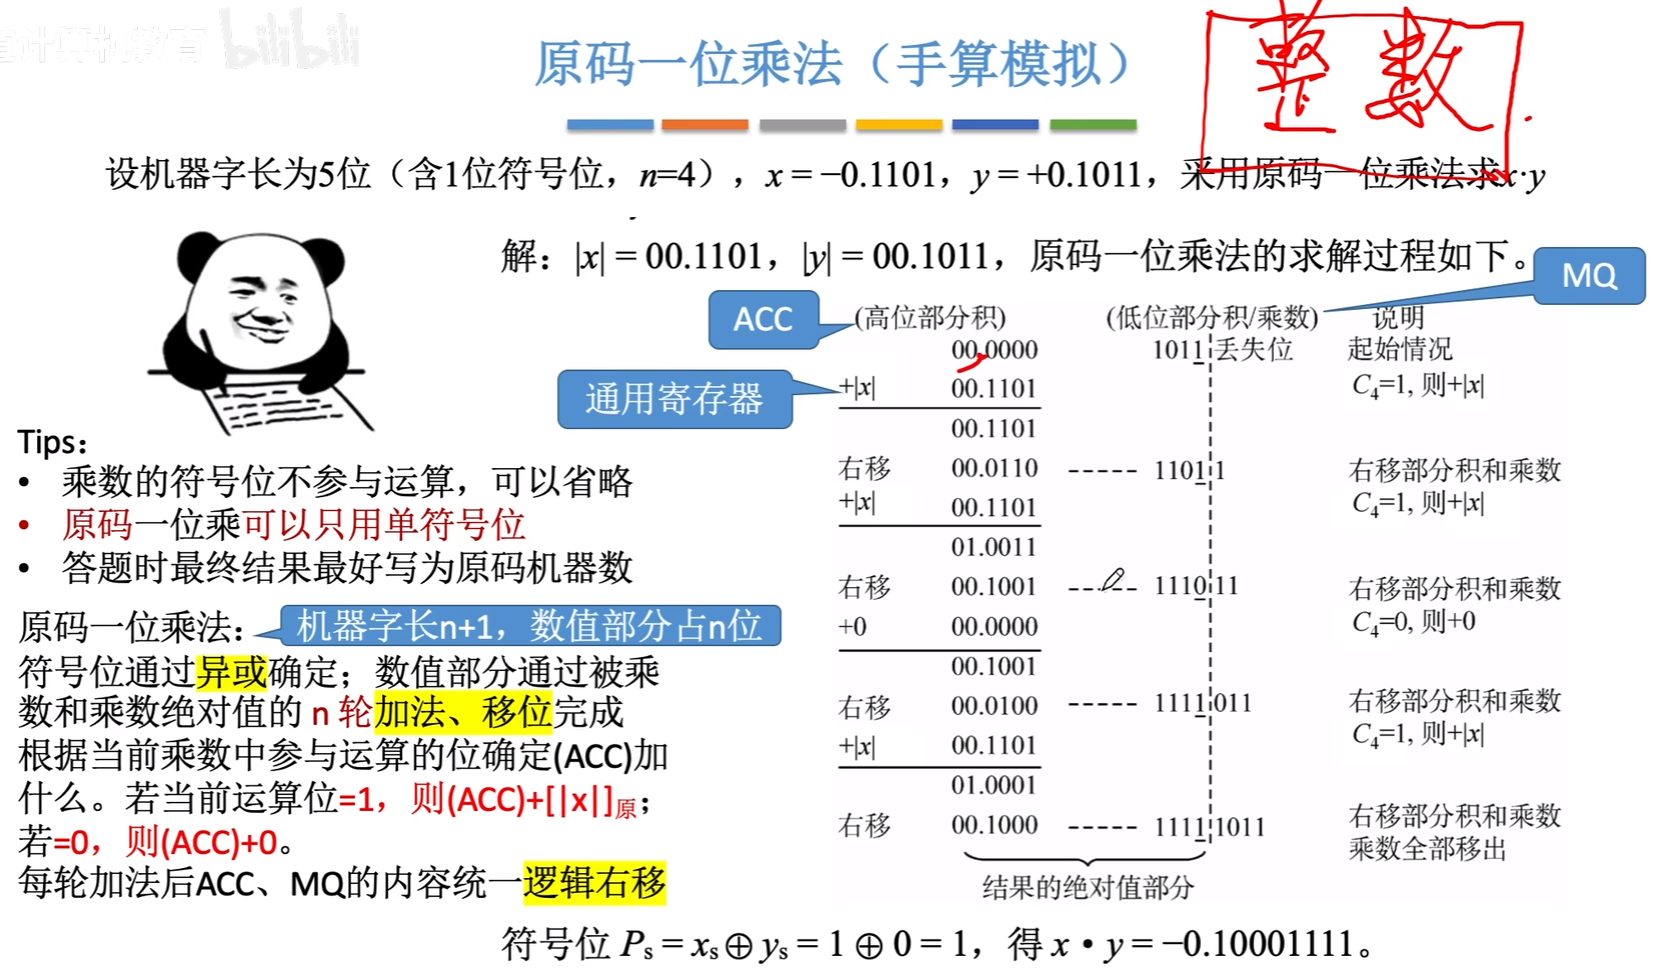 计算机教育 bilibili
原码一位乘法（手算模拟）
整数
设机器字长为5位（含1位符号位，n=4），x = −0.1101，y = +0.1011，采用原码一位乘法求x·y
解：|x| = 00.1101，|y| = 00.1011，原码一位乘法的求解过程如下。
MQ
ACC
(高位部分积) (低位部分积/乘数) 说明
00.0000 1011 丢失位 起始情况
通用寄存器
+|x| 00.1101 C₄=1, 则+|x|
00.1101
右移 00.0110 ----- 1101 1 右移部分积和乘数
+|x| 00.1101 C₄=1, 则+|x|
01.0011
右移 00.1001 ----- 1110 11 右移部分积和乘数
+0 00.0000 C₄=0, 则+0
00.1001
右移 00.0100 ----- 1111 011 右移部分积和乘数
+|x| 00.1101 C₄=1, 则+|x|
01.0001
右移 00.1000 ----- 1111 1011 右移部分积和乘数
乘数全部移出
结果的绝对值部分
Tips：
• 乘数的符号位不参与运算，可以省略
• 原码一位乘可以只用单符号位
• 答题时最终结果最好写为原码机器数
原码一位乘法：
机器字长n+1，数值部分占n位
符号位通过异或确定；数值部分通过被乘
数和乘数绝对值的 n 轮加法、移位完成
根据当前乘数中参与运算的位确定(ACC)加
什么。若当前运算位=1，则(ACC)+[|x|]原；
若=0，则(ACC)+0。
每轮加法后ACC、MQ的内容统一逻辑右移
符号位 Pₛ = xₛ⊕yₛ = 1⊕0 = 1，得 x • y = −0.10001111。